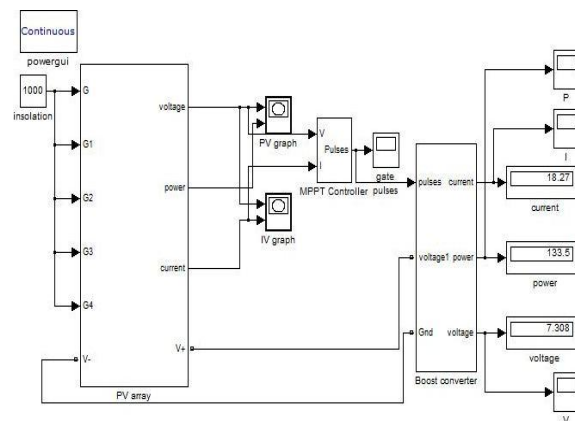 Continuous
powergui
1000
insolation
G
G1
G2
G3
G4
V-
voltage
power
current
V+
PV array
PV graph
IV graph
V
I
Pulses
MPPT Controller
gate
pulses
pulses
voltage1
Gnd
current
power
voltage
Boost converter
P
I
18.27
current
133.5
power
7.308
voltage
V